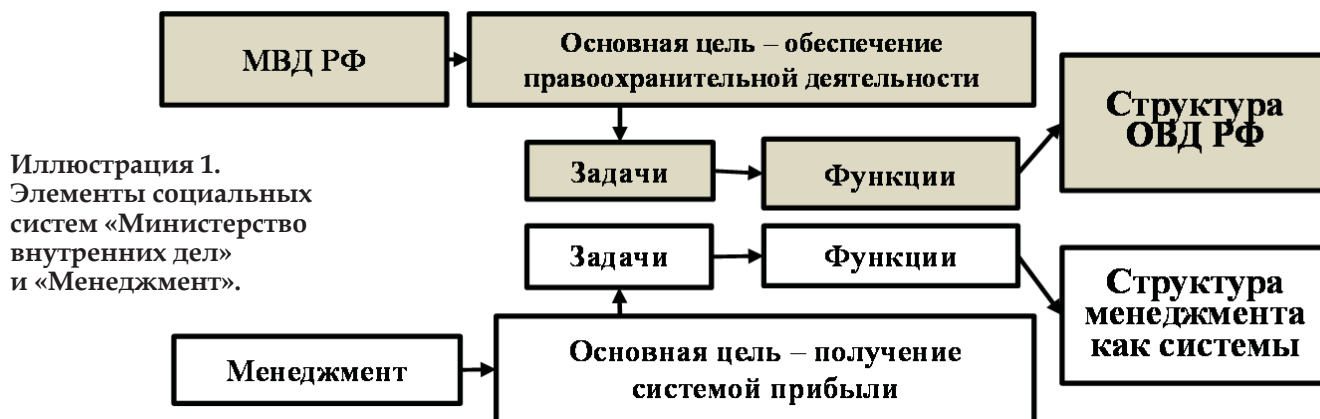 МВД РФ
Основная цель – обеспечение
правоохранительной деятельности
Структура
ОВД РФ
Задачи
Функции
Иллюстрация 1.
Элементы социальных
систем «Министерство
внутренних дел»
и «Менеджмент».
Задачи
Функции
Структура
менеджмента
как системы
Менеджмент
Основная цель – получение
системой прибыли